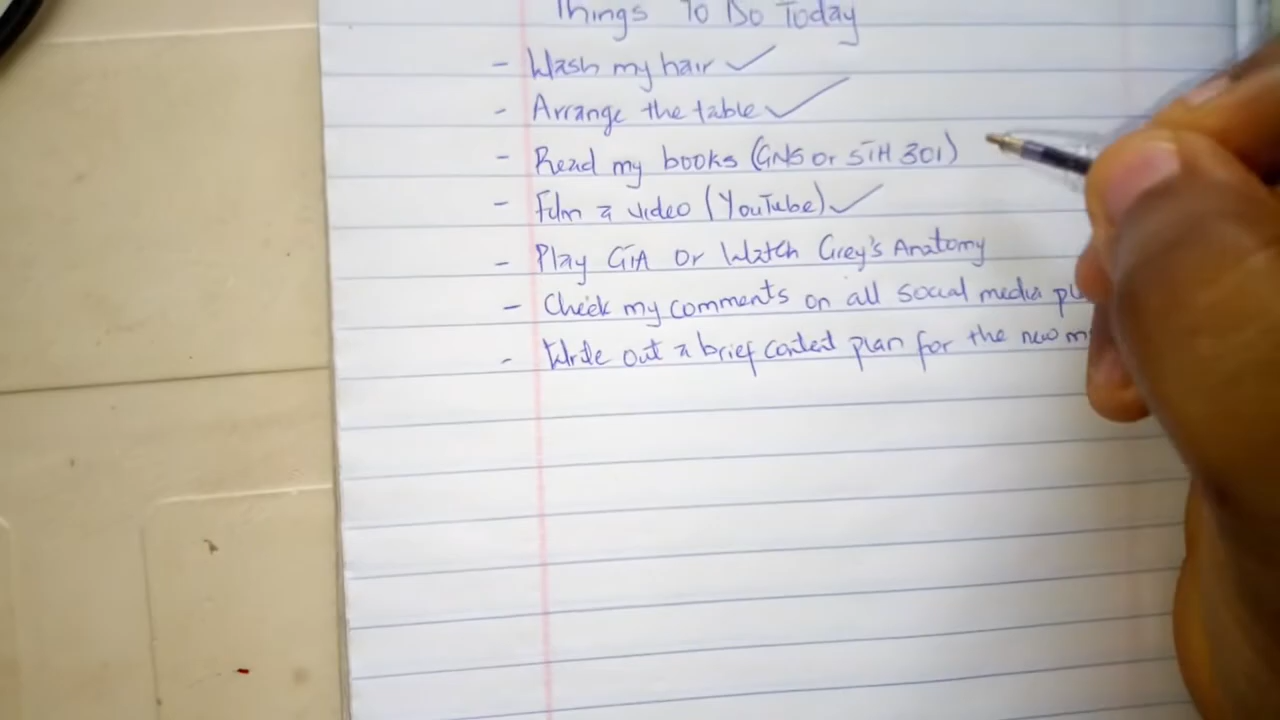 Things To Do Today
- Wash my hair ✓
- Arrange the table ✓
- Read my books (GNS or STH 301)
- Film a video (YouTube) ✓
- Play GTA or Watch Grey's Anatomy
- Check my comments on all social media
- Write out a brief content plan for the new